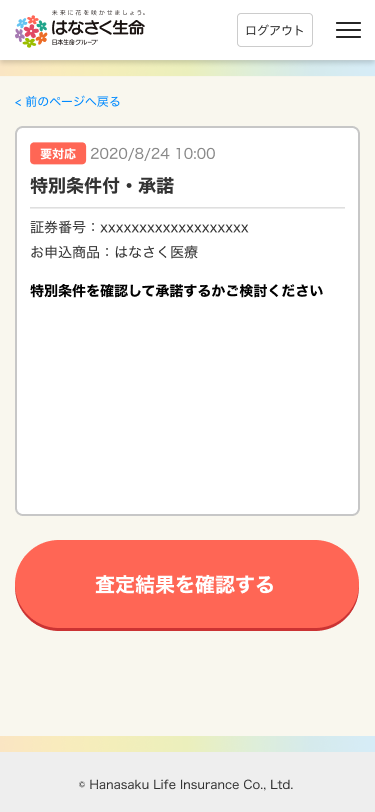 未来に花を咲かせましょう。
はなさく生命
日本生命グループ
ログアウト
< 前のページへ戻る
要対応 2020/8/24 10:00
特別条件付・承諾
証券番号：xxxxxxxxxxxxxxxxxxx
お申込商品：はなさく医療
特別条件を確認して承諾するかご検討ください
査定結果を確認する
© Hanasaku Life Insurance Co., Ltd.